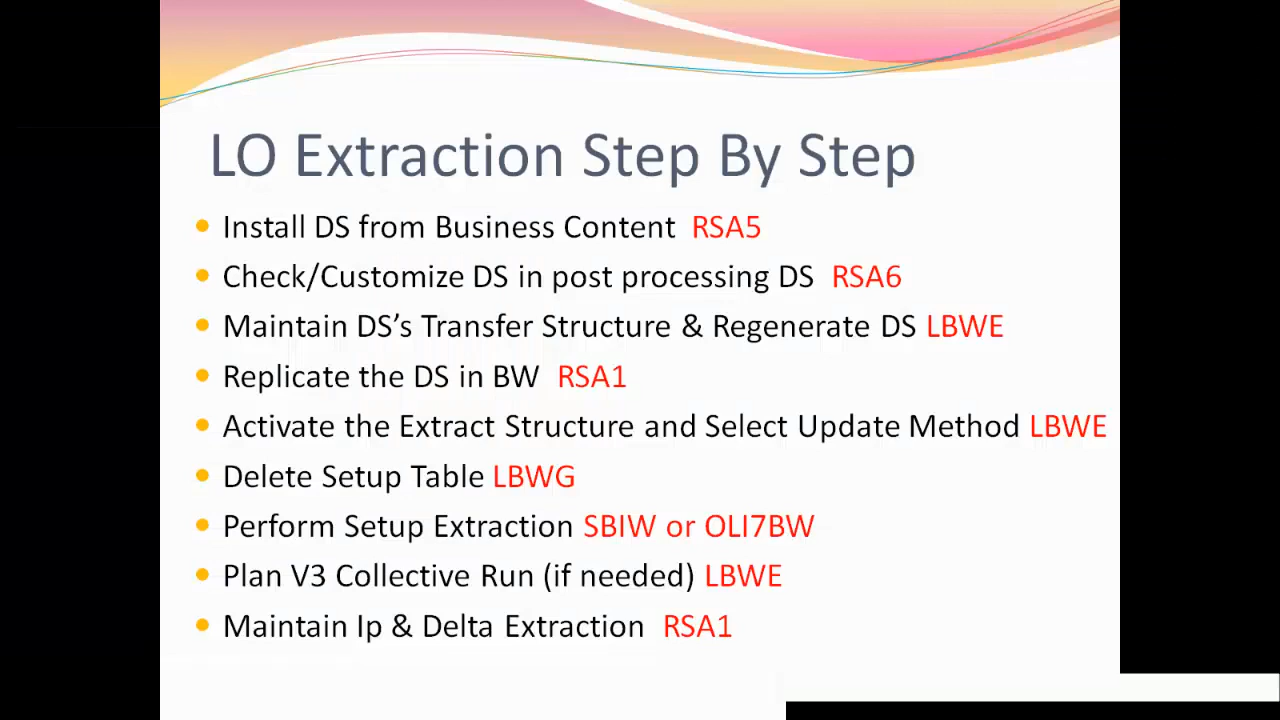 LO Extraction Step By Step
Install DS from Business Content RSA5
Check/Customize DS in post processing DS RSA6
Maintain DS’s Transfer Structure & Regenerate DS LBWE
Replicate the DS in BW RSA1
Activate the Extract Structure and Select Update Method LBWE
Delete Setup Table LBWG
Perform Setup Extraction SBIW or OLI7BW
Plan V3 Collective Run (if needed) LBWE
Maintain Ip & Delta Extraction RSA1